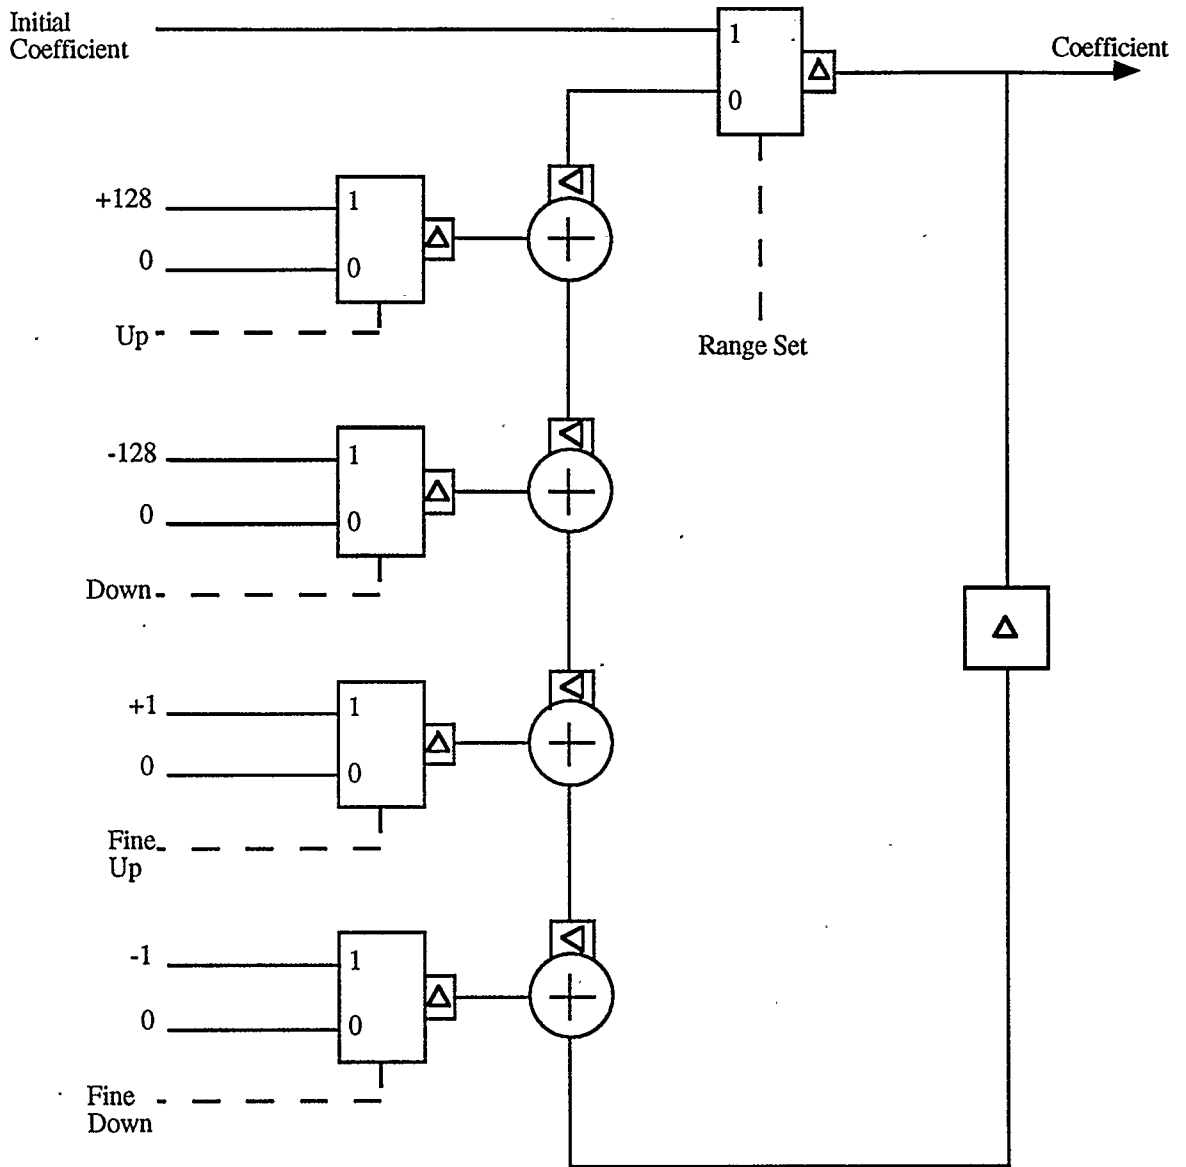 Initial
Coefficient
1
0
Δ
Coefficient
Range Set
+128
0
1
0
Δ
Δ
Up
-128
0
1
0
Δ
Δ
Down
Δ
+1
0
1
0
Δ
Δ
Fine
Up
-1
0
1
0
Δ
Δ
Fine
Down